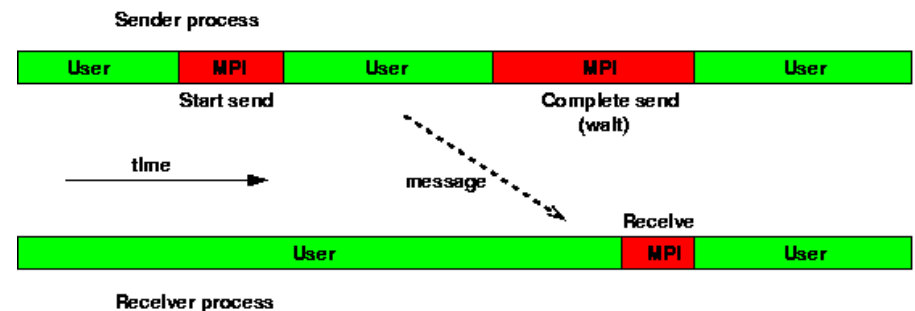 Sender process
User MPI User MPI User
Start send Complete send
(wait)
time
message
Receive
User MPI User
Receiver process